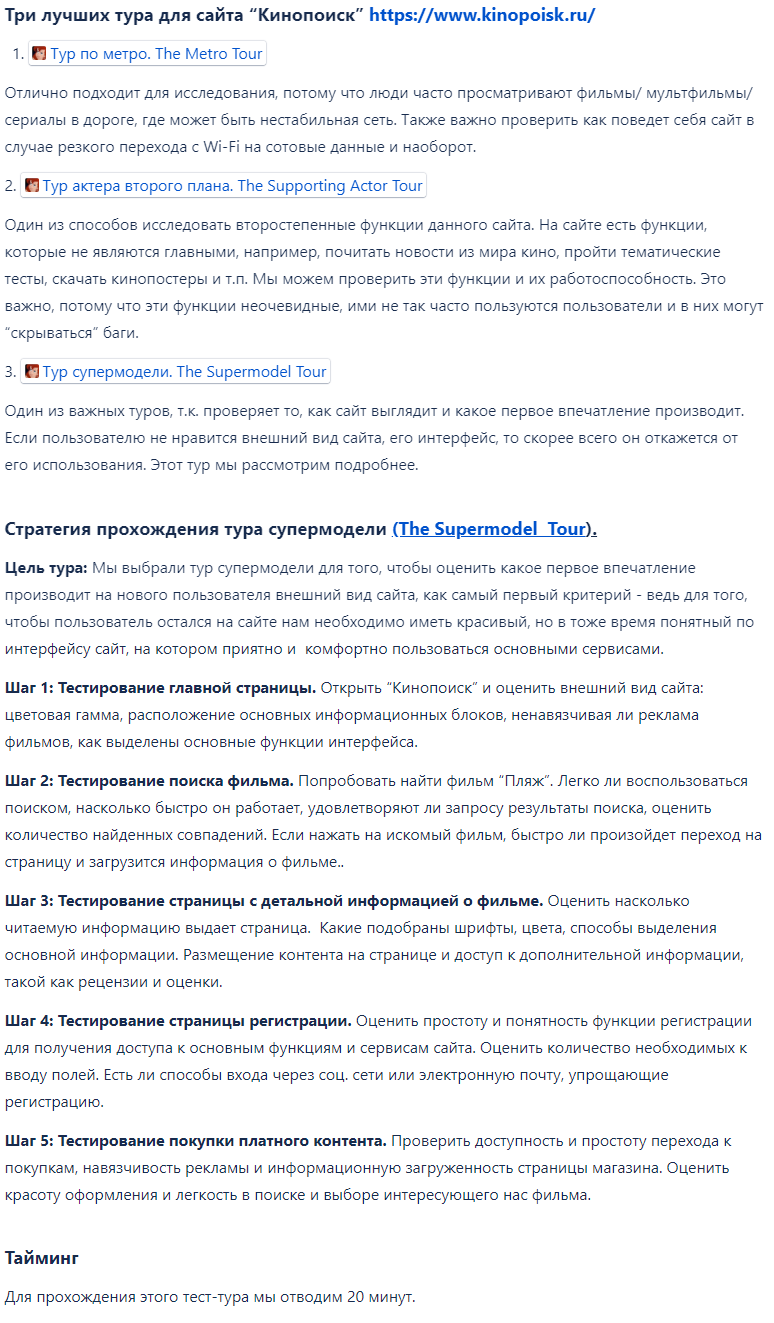 Три лучших тура для сайта “Кинопоиск” https://www.kinopoisk.ru/
1. Тур по метро. The Metro Tour
Отлично подходит для исследования, потому что люди часто просматривают фильмы/ мультфильмы/
сериалы в дороге, где может быть нестабильная сеть. Также важно проверить как поведет себя сайт в
случае резкого перехода с Wi-Fi на сотовые данные и наоборот.
2. Тур актера второго плана. The Supporting Actor Tour
Один из способов исследовать второстепенные функции данного сайта. На сайте есть функции,
которые не являются главными, например, почитать новости из мира кино, пройти тематические
тесты, скачать кинопостеры и т.п. Мы можем проверить эти функции и их работоспособность. Это
важно, потому что эти функции неочевидные, ими не так часто пользуются пользователи и в них могут
“скрываться” баги.
3. Тур супермодели. The Supermodel Tour
Один из важных туров, т.к. проверяет то, как сайт выглядит и какое первое впечатление производит.
Если пользователю не нравится внешний вид сайта, его интерфейс, то скорее всего он откажется от
его использования. Этот тур мы рассмотрим подробнее.
Стратегия прохождения тура супермодели (The Supermodel  Tour).
Цель тура: Мы выбрали тур супермодели для того, чтобы оценить какое первое впечатление
производит на нового пользователя внешний вид сайта, как самый первый критерий - ведь для того,
чтобы пользователь остался на сайте нам необходимо иметь красивый, но в тоже время понятный по
интерфейсу сайт, на котором приятно и  комфортно пользоваться основными сервисами.
Шаг 1: Тестирование главной страницы. Открыть “Кинопоиск” и оценить внешний вид сайта:
цветовая гамма, расположение основных информационных блоков, ненавязчивая ли реклама
фильмов, как выделены основные функции интерфейса.
Шаг 2: Тестирование поиска фильма. Попробовать найти фильм “Пляж”. Легко ли воспользоваться
поиском, насколько быстро он работает, удовлетворяют ли запросу результаты поиска, оценить
количество найденных совпадений. Если нажать на искомый фильм, быстро ли произойдет переход на
страницу и загрузится информация о фильме..
Шаг 3: Тестирование страницы с детальной информацией о фильме. Оценить насколько
читаемую информацию выдает страница.  Какие подобраны шрифты, цвета, способы выделения
основной информации. Размещение контента на странице и доступ к дополнительной информации,
такой как рецензии и оценки.
Шаг 4: Тестирование страницы регистрации. Оценить простоту и понятность функции регистрации
для получения доступа к основным функциям и сервисам сайта. Оценить количество необходимых к
вводу полей. Есть ли способы входа через соц. сети или электронную почту, упрощающие
регистрацию.
Шаг 5: Тестирование покупки платного контента. Проверить доступность и простоту перехода к
покупкам, навязчивость рекламы и информационную загруженность страницы магазина. Оценить
красоту оформления и легкость в поиске и выборе интересующего нас фильма.
Тайминг
Для прохождения этого тест-тура мы отводим 20 минут.